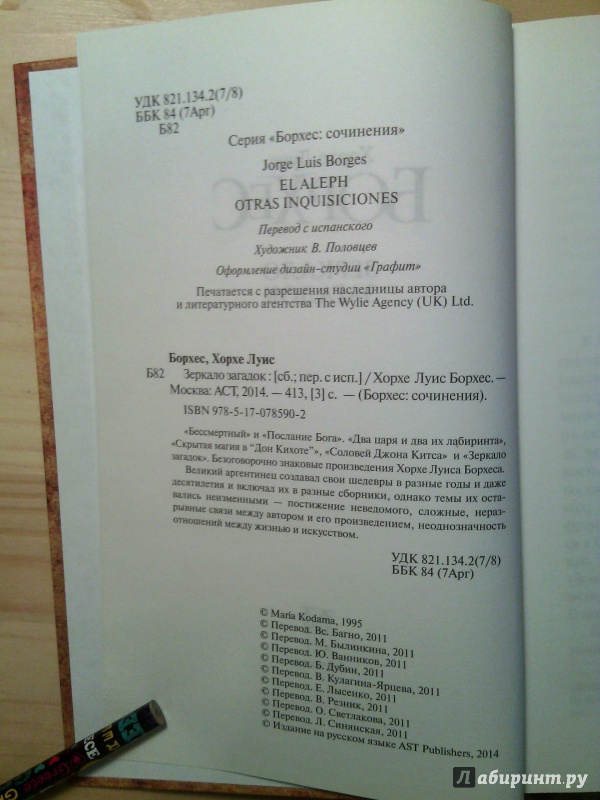 УДК 821.134.2(7/8)
ББК 84 (7Арг)
Б82
Серия «Борхес: сочинения»
Jorge Luis Borges
EL ALEPH
OTRAS INQUISICIONES
Перевод с испанского
Художник В. Половцев
Оформление дизайн-студии «Графит»
Печатается с разрешения наследницы автора
и литературного агентства The Wylie Agency (UK) Ltd.
Борхес, Хорхе Луис
Б82 Зеркало загадок : [сб.; пер. с исп.] / Хорхе Луис Борхес. —
Москва: АСТ, 2014. — 413, [3] с. — (Борхес: сочинения).
ISBN 978-5-17-078590-2
«Бессмертный» и «Послание Бога». «Два царя и два их лабиринта»,
«Скрытая магия в "Дон Кихоте"», «Соловей Джона Китса» и «Зеркало
загадок». Безоговорочно знаковые произведения Хорхе Луиса Борхеса.
Великий аргентинец создавал свои шедевры в разные годы и даже
десятилетия и включал их в разные сборники, однако темы их оста-
вались неизменными — постижение неведомого, сложные, нераз-
рывные связи между автором и его произведением, неоднозначность
отношений между жизнью и искусством.
УДК 821.134.2(7/8)
ББК 84 (7Арг)
© Maria Kodama, 1995
© Перевод. Вс. Багно, 2011
© Перевод. М. Былинкина, 2011
© Перевод. Ю. Ванников, 2011
© Перевод. Б. Дубин, 2011
© Перевод. В. Кулагина-Ярцева, 2011
© Перевод. Е. Лысенко, 2011
© Перевод. В. Резник, 2011
© Перевод. О. Светлакова, 2011
© Перевод. Л. Синянская, 2011
© Издание на русском языке AST Publishers, 2014
Greece
Лабиринт.ру